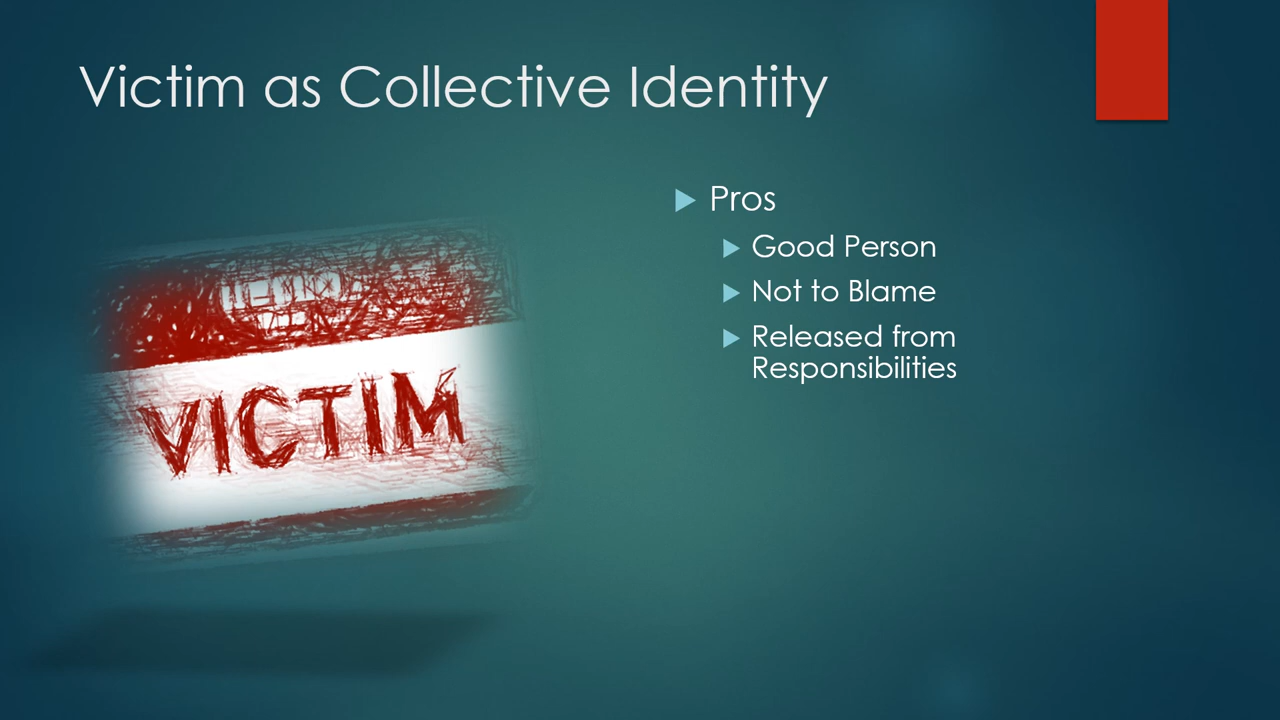 Victim as Collective Identity
Pros
Good Person
Not to Blame
Released from
Responsibilities
VICTIM